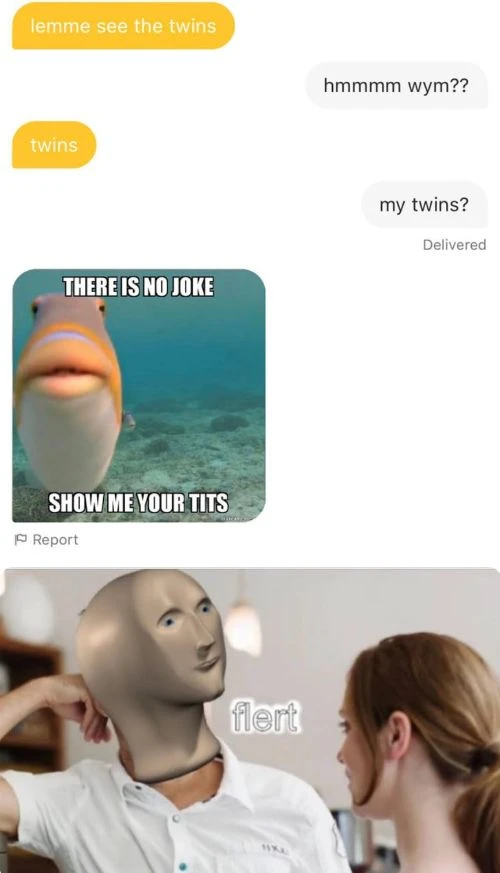 lemme see the twins
hmmmm wym??
twins
my twins?
Delivered
THERE IS NO JOKE
SHOW ME YOUR TITS
Report
flert